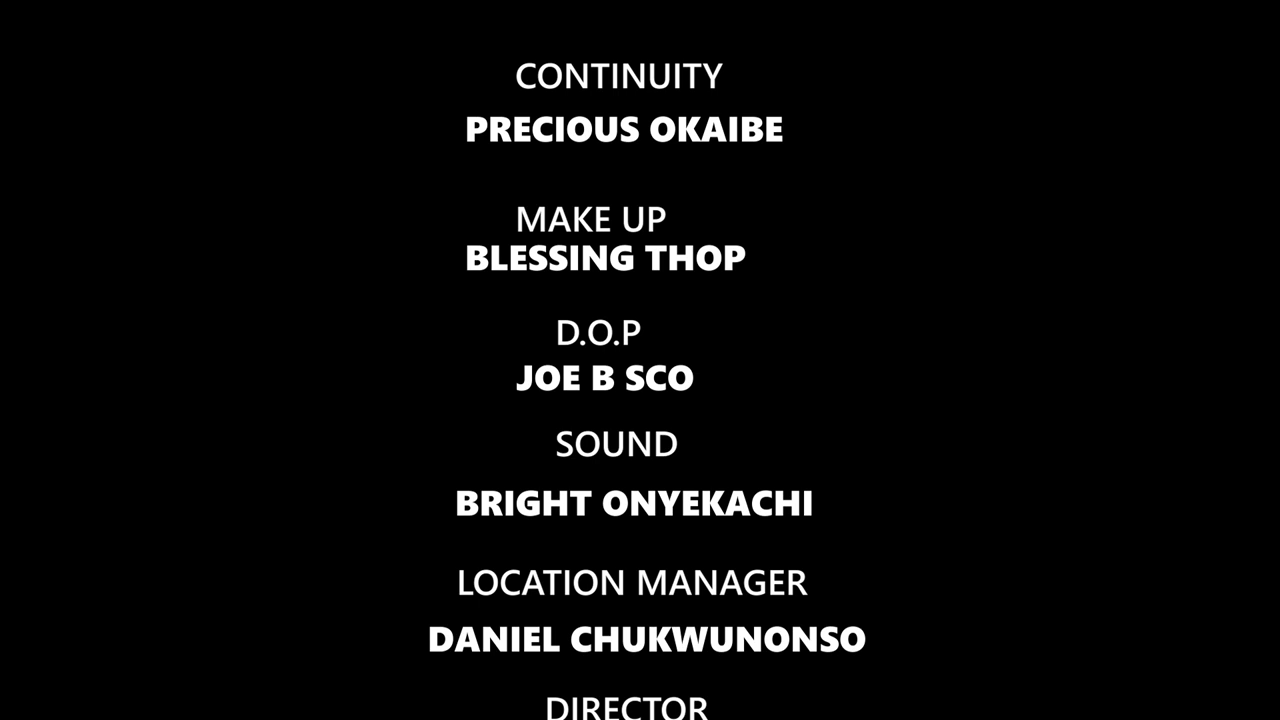 CONTINUITY
PRECIOUS OKAIBE
MAKE UP
BLESSING THOP
D.O.P
JOE B SCO
SOUND
BRIGHT ONYEKACHI
LOCATION MANAGER
DANIEL CHUKWUNONSO
DIRECTOR